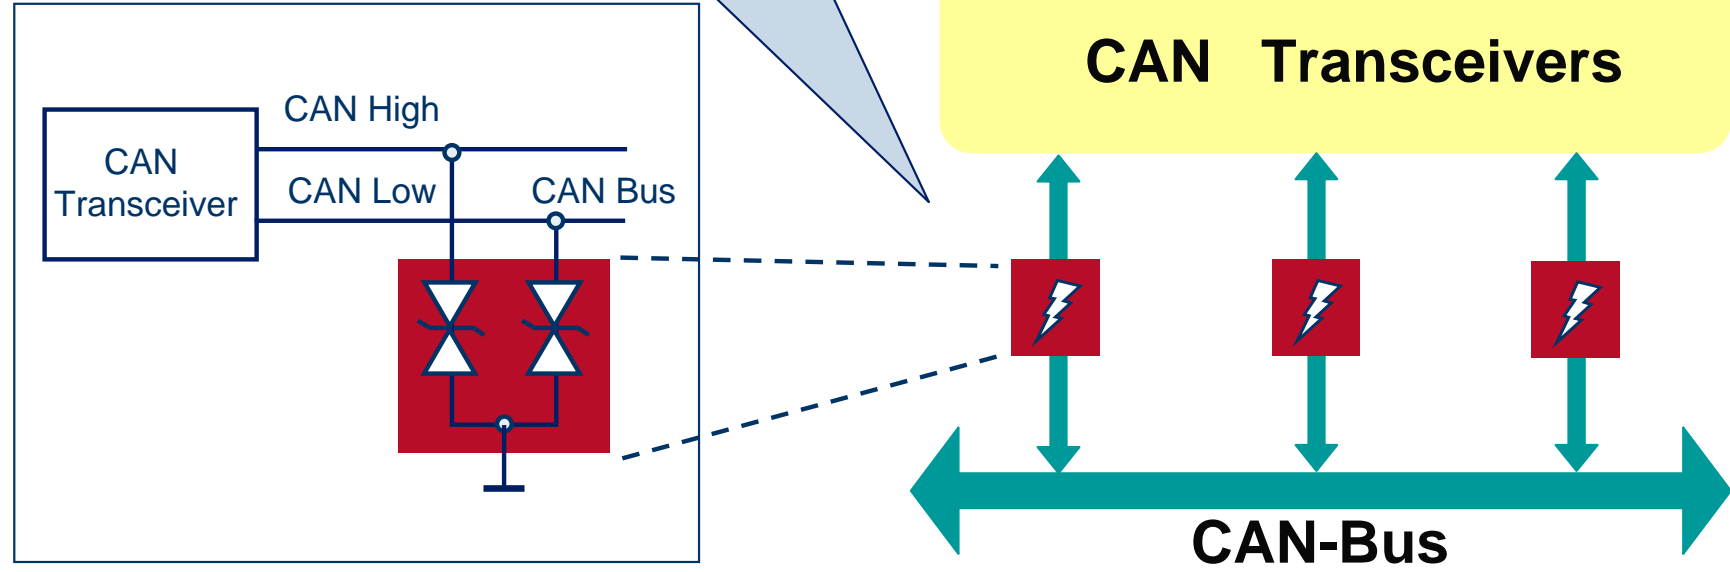 CAN Transceivers
CAN High
CAN
Transceiver
CAN Low
CAN Bus
CAN-Bus